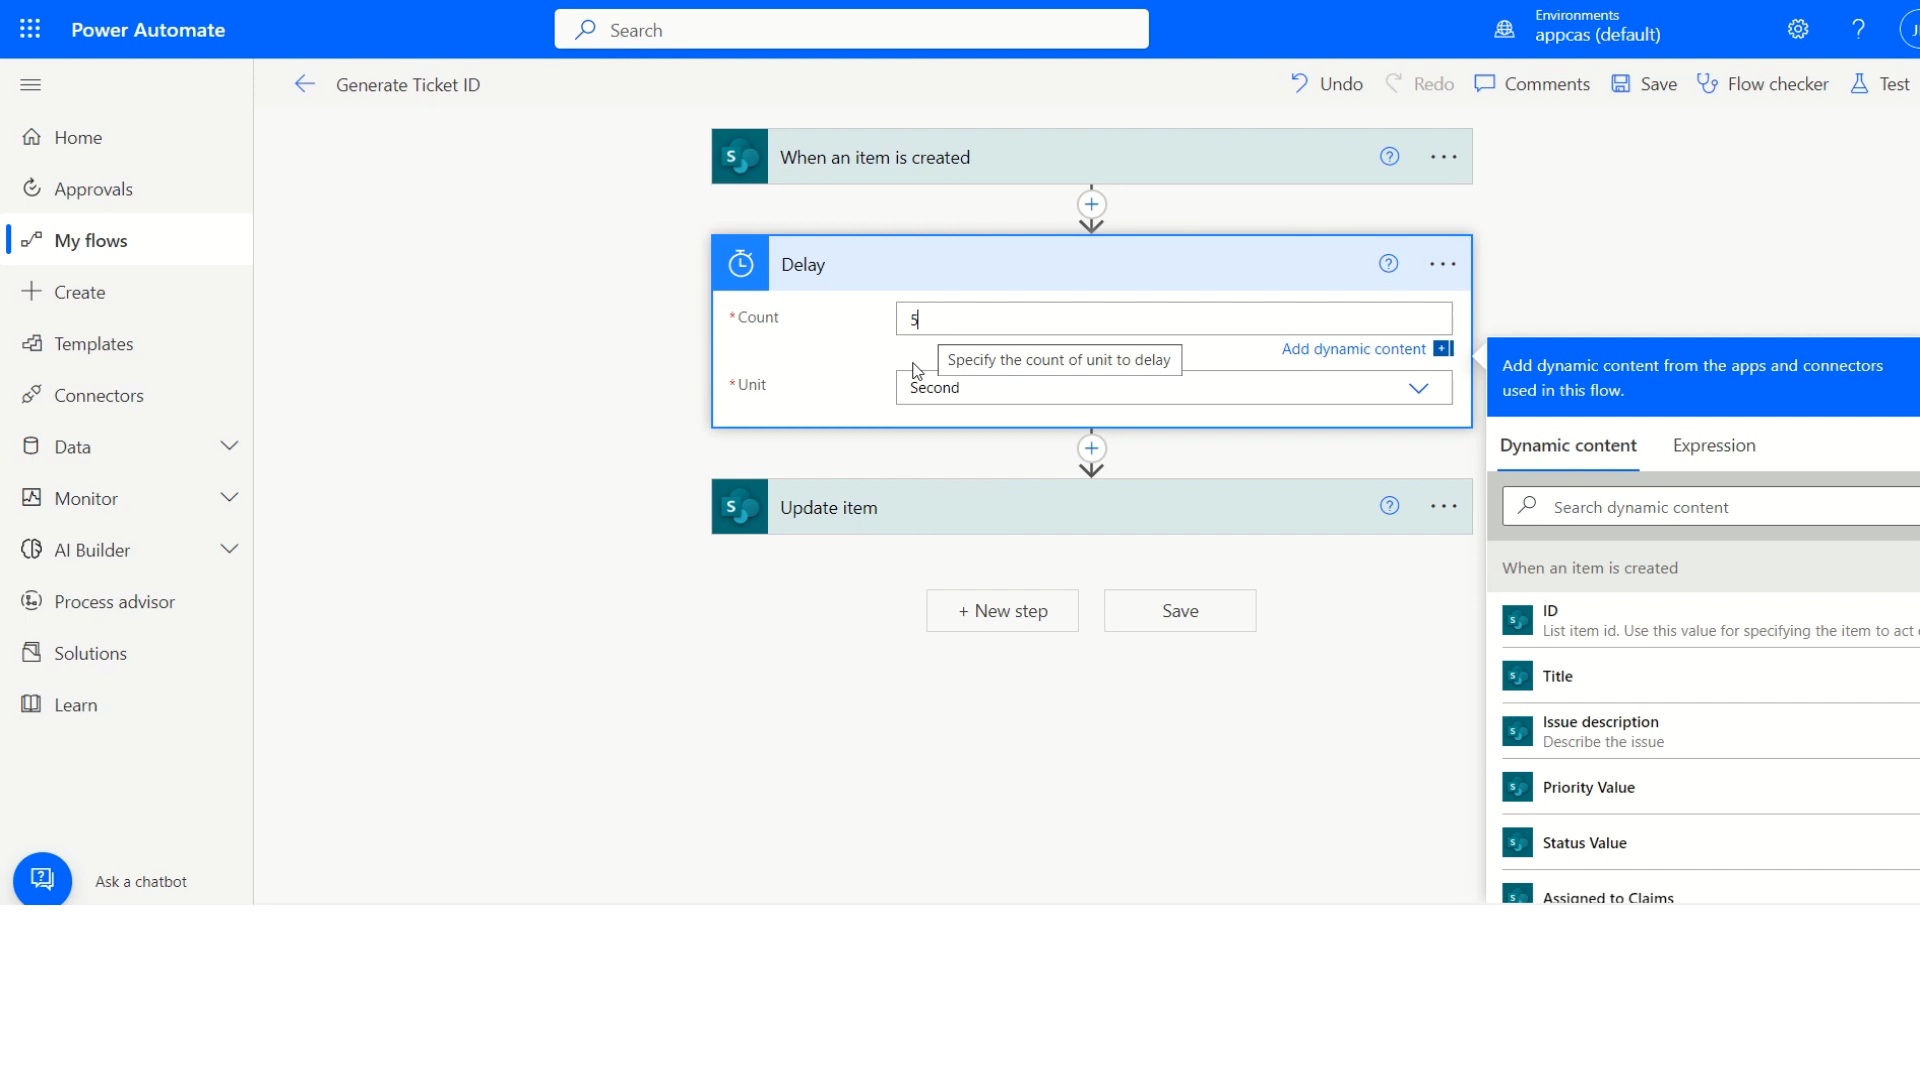 Power Automate
Search
Environments
appcas (default)
?
Generate Ticket ID
Undo
Redo
Comments
Save
Flow checker
Test
Home
Approvals
My flows
Create
Templates
Connectors
Data
Monitor
AI Builder
Process advisor
Solutions
Learn
Ask a chatbot
When an item is created
Delay
* Count
5
Specify the count of unit to delay
Add dynamic content
* Unit
Second
Update item
+ New step
Save
Add dynamic content from the apps and connectors
used in this flow.
Dynamic content
Expression
Search dynamic content
When an item is created
ID
List item id. Use this value for specifying the item to act
Title
Issue description
Describe the issue
Priority Value
Status Value
Assigned to Claims